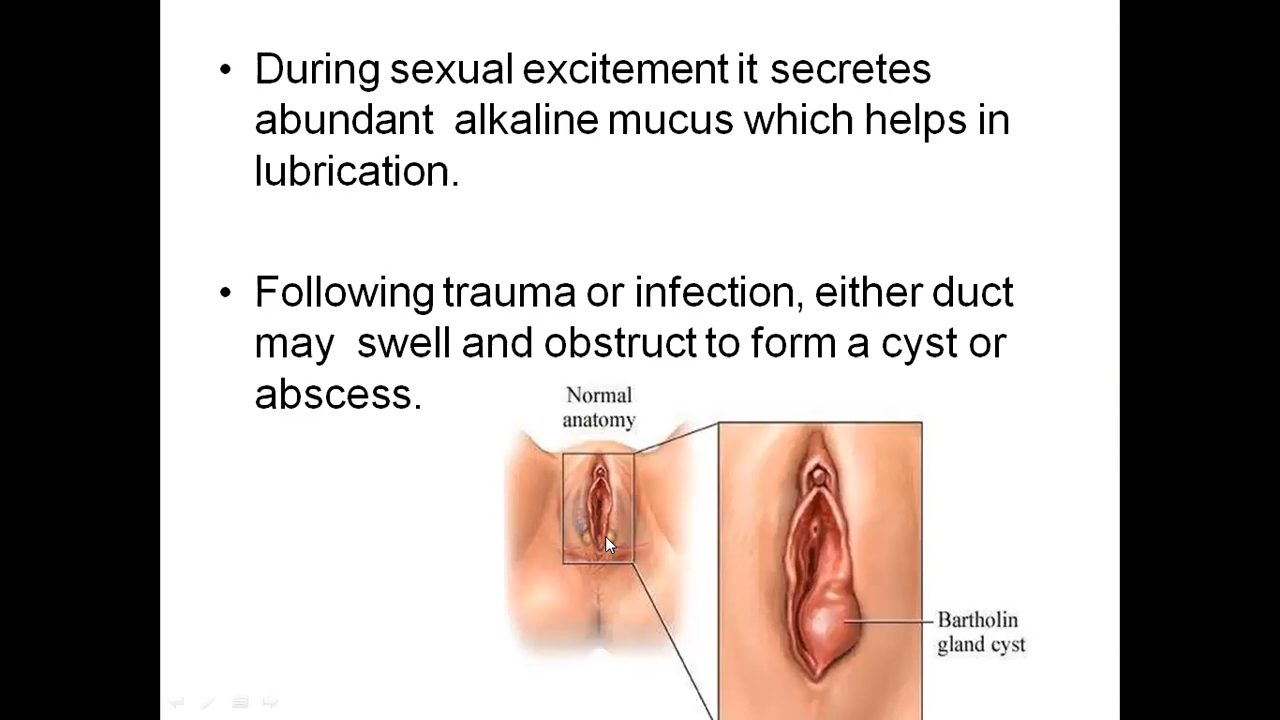 • During sexual excitement it secretes
abundant alkaline mucus which helps in
lubrication.
• Following trauma or infection, either duct
may swell and obstruct to form a cyst or
abscess.
Normal
anatomy
Bartholin
gland cyst